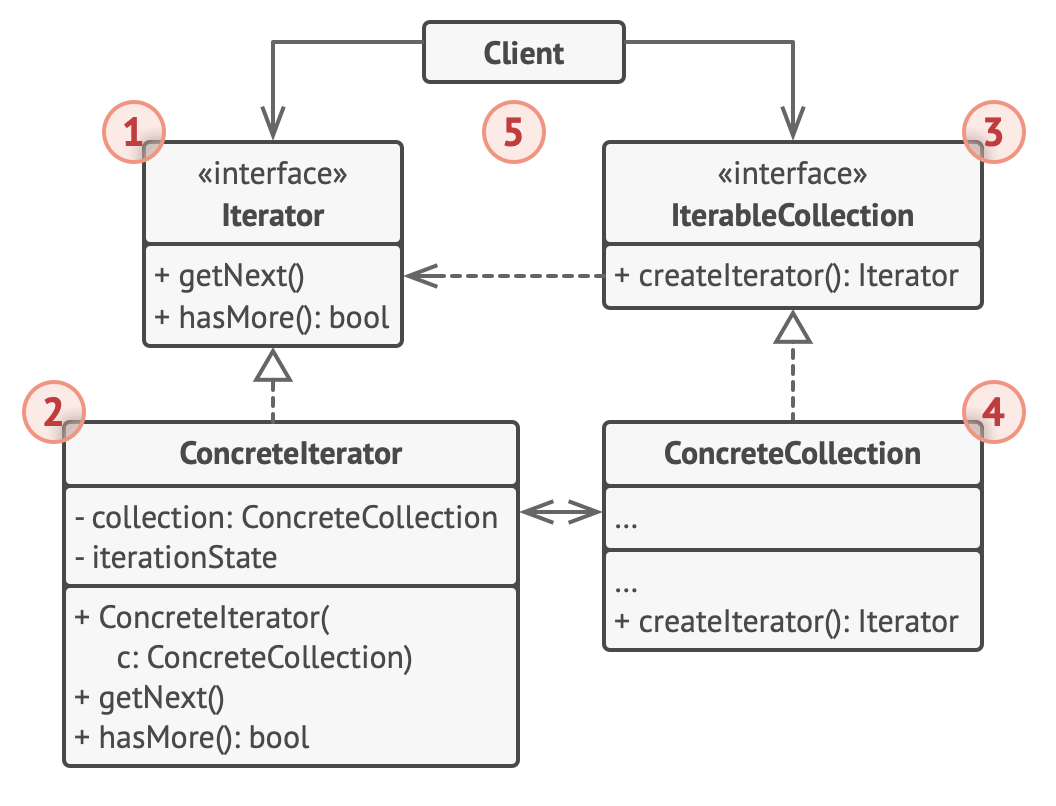 Client
1
5
3
«interface»
Iterator
+ getNext()
+ hasMore(): bool
«interface»
IterableCollection
+ createIterator(): Iterator
2
ConcreteIterator
- collection: ConcreteCollection
- iterationState
+ ConcreteIterator(
c: ConcreteCollection)
+ getNext()
+ hasMore(): bool
4
ConcreteCollection
...
...
+ createIterator(): Iterator